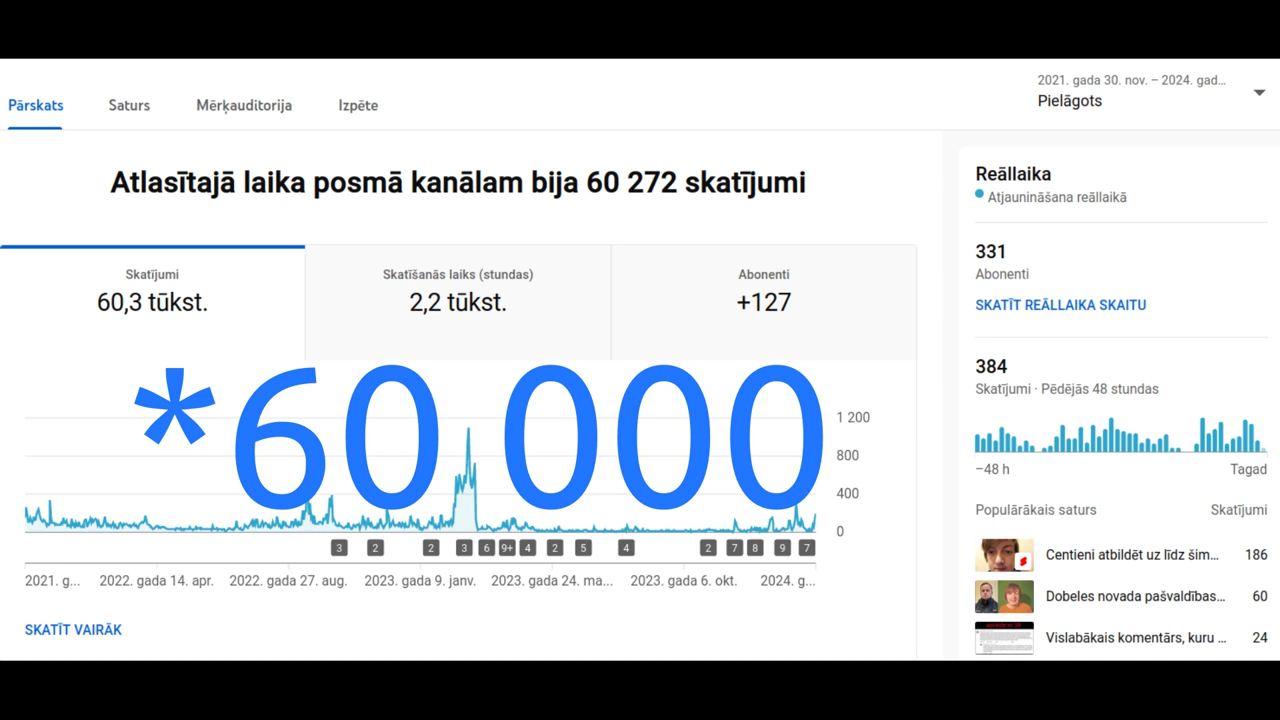 Pārskats
Saturs
Mērķauditorija
Izpēte
2021. gada 30. nov. – 2024. gad...
Pielāgots
Atlasītajā laika posmā kanālam bija 60 272 skatījumi
Skatījumi
60,3 tūkst.
Skatīšanās laiks (stundas)
2,2 tūkst.
Abonenti
+127
*60 000
1 200
800
400
0
3 2 2 3 6 9+ 4 2 5 4 2 7 8 9 7
2021. g... 2022. gada 14. apr. 2022. gada 27. aug. 2023. gada 9. janv. 2023. gada 24. ma... 2023. gada 6. okt. 2024. g...
SKATĪT VAIRĀK
Reāllaika
Atjaunināšana reāllaikā
331
Abonenti
SKATĪT REĀLLAIKA SKAITU
384
Skatījumi · Pēdējās 48 stundas
−48 h Tagad
Populārākais saturs Skatījumi
Centieni atbildēt uz līdz šim... 186
Dobeles novada pašvaldības... 60
Vislabākais komentārs, kuru ... 24